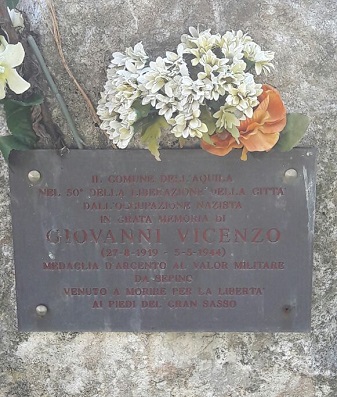 IL COMUNE DELL'AQUILA
NEL 50° DELLA LIBERAZIONE DELLA CITTA'
DALL'OCCUPAZIONE NAZISTA
IN GRATA MEMORIA DI
GIOVANNI VICENZO
(27-8-1919 - 5-5-1944)
MEDAGLIA D'ARGENTO AL VALOR MILITARE
DA SEPINO
VENUTO A MORIRE PER LA LIBERTA'
AI PIEDI DEL GRAN SASSO